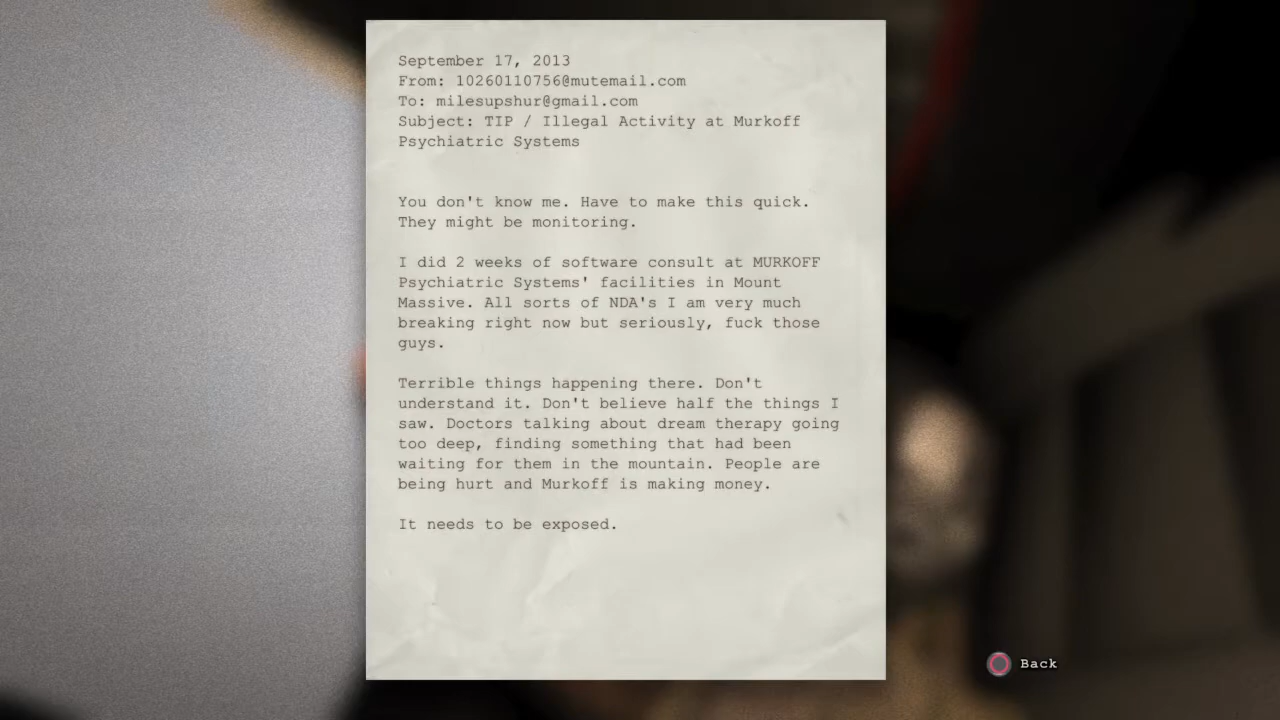 September 17, 2013
From: 10260110756@mutemail.com
To: milesupshur@gmail.com
Subject: TIP / Illegal Activity at Murkoff
Psychiatric Systems
You don't know me. Have to make this quick.
They might be monitoring.
I did 2 weeks of software consult at MURKOFF
Psychiatric Systems' facilities in Mount
Massive. All sorts of NDA's I am very much
breaking right now but seriously, fuck those
guys.
Terrible things happening there. Don't
understand it. Don't believe half the things I
saw. Doctors talking about dream therapy going
too deep, finding something that had been
waiting for them in the mountain. People are
being hurt and Murkoff is making money.
It needs to be exposed.
Back